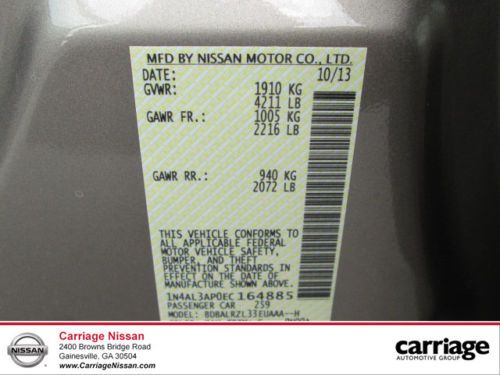 MFD BY NISSAN MOTOR CO., LTD.
DATE: 10/13
GVWR: 1910 KG
4211 LB
GAWR FR.: 1005 KG
2216 LB
GAWR RR.: 940 KG
2072 LB
THIS VEHICLE CONFORMS TO
ALL APPLICABLE FEDERAL
MOTOR VEHICLE SAFETY,
BUMPER, AND THEFT
PREVENTION STANDARDS IN
EFFECT ON THE DATE OF
MANUFACTURE SHOWN ABOVE.
1N4AL3AP0EC164885
PASSENGER CAR 259
MODEL: BDBALRZL33EUAAA--H
NISSAN
Carriage Nissan
2400 Browns Bridge Road
Gainesville, GA 30504
www.CarriageNissan.com
carriage
AUTOMOTIVE GROUP